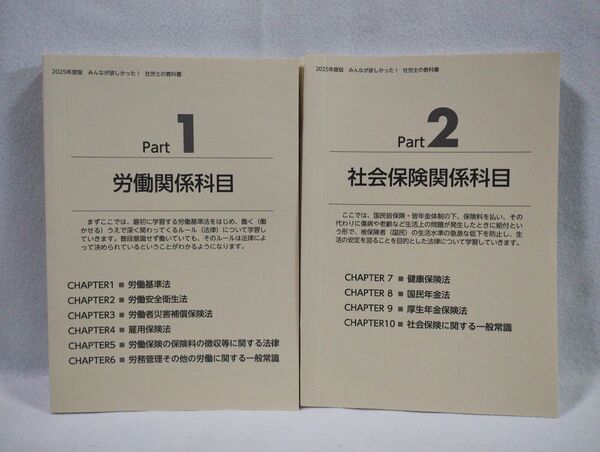 2025年度版 みんなが欲しかった! 社労士の教科書
Part 1
労働関係科目
まずここでは、最初に学習する労働基準法をはじめ、働く(働
かせる)うえで深く関わってくるルール(法律)について学習し
ていきます。普段意識せず働いていても、そのルールは法律によ
って決められているということがわかるようになります。
CHAPTER1 ■ 労働基準法
CHAPTER2 ■ 労働安全衛生法
CHAPTER3 ■ 労働者災害補償保険法
CHAPTER4 ■ 雇用保険法
CHAPTER5 ■ 労働保険の保険料の徴収等に関する法律
CHAPTER6 ■ 労務管理その他の労働に関する一般常識
2025年度版 みんなが欲しかった! 社労士の教科書
Part 2
社会保険関係科目
ここでは、国民皆保険・皆年金体制の下、保険料を払い、その
代わりに傷病や老齢など生活上の問題が発生したときに給付とい
う形で、被保険者(国民)の生活水準の急激な低下を防止し、生
活の安定を図ることを目的とした法律について学習していきます。
CHAPTER 7 ■ 健康保険法
CHAPTER 8 ■ 国民年金法
CHAPTER 9 ■ 厚生年金保険法
CHAPTER10 ■ 社会保険に関する一般常識